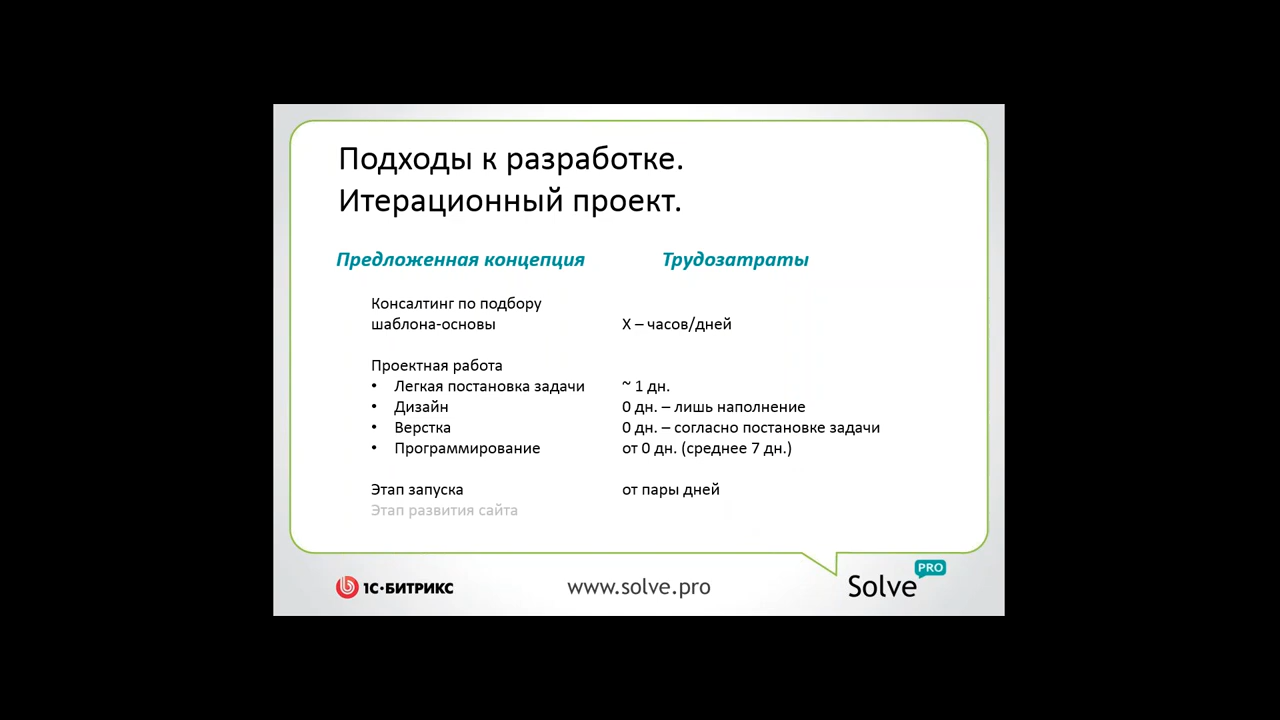 Подходы к разработке.
Итерационный проект.
Предложенная концепция Трудозатраты
Консалтинг по подбору
шаблона-основы X – часов/дней
Проектная работа
• Легкая постановка задачи ~ 1 дн.
• Дизайн 0 дн. – лишь наполнение
• Верстка 0 дн. – согласно постановке задачи
• Программирование от 0 дн. (среднее 7 дн.)
Этап запуска от пары дней
Этап развития сайта
1С·БИТРИКС www.solve.pro Solve PRO